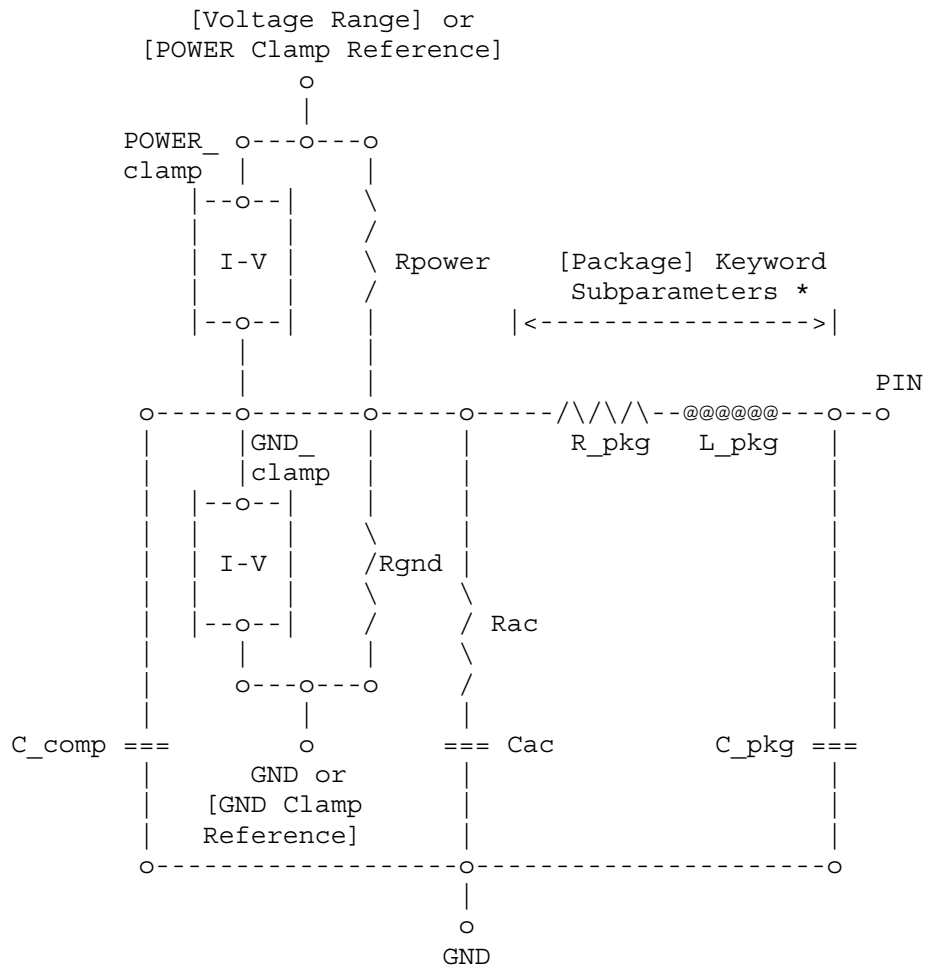 [Voltage Range] or
[POWER Clamp Reference]
POWER_
clamp
I-V
Rpower
[Package] Keyword
Subparameters *
|<------------------>|
PIN
GND_
clamp
R_pkg L_pkg
I-V
Rgnd
Rac
C_comp === === Cac C_pkg ===
GND or
[GND Clamp
Reference]
GND